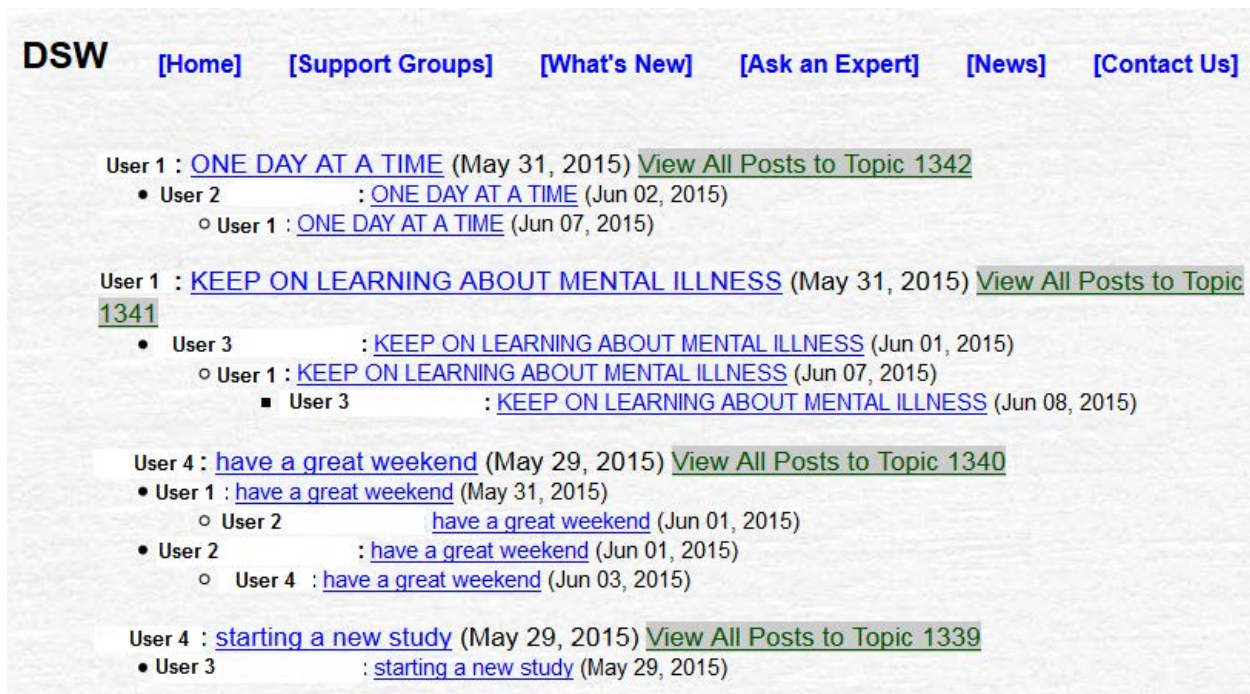 DSW [Home] [Support Groups] [What's New] [Ask an Expert] [News] [Contact Us]
User 1 : ONE DAY AT A TIME (May 31, 2015) View All Posts to Topic 1342
• User 2 : ONE DAY AT A TIME (Jun 02, 2015)
○ User 1 : ONE DAY AT A TIME (Jun 07, 2015)
User 1 : KEEP ON LEARNING ABOUT MENTAL ILLNESS (May 31, 2015) View All Posts to Topic
1341
• User 3 : KEEP ON LEARNING ABOUT MENTAL ILLNESS (Jun 01, 2015)
○ User 1 : KEEP ON LEARNING ABOUT MENTAL ILLNESS (Jun 07, 2015)
■ User 3 : KEEP ON LEARNING ABOUT MENTAL ILLNESS (Jun 08, 2015)
User 4 : have a great weekend (May 29, 2015) View All Posts to Topic 1340
• User 1 : have a great weekend (May 31, 2015)
○ User 2 have a great weekend (Jun 01, 2015)
• User 2 : have a great weekend (Jun 01, 2015)
○ User 4 : have a great weekend (Jun 03, 2015)
User 4 : starting a new study (May 29, 2015) View All Posts to Topic 1339
• User 3 : starting a new study (May 29, 2015)